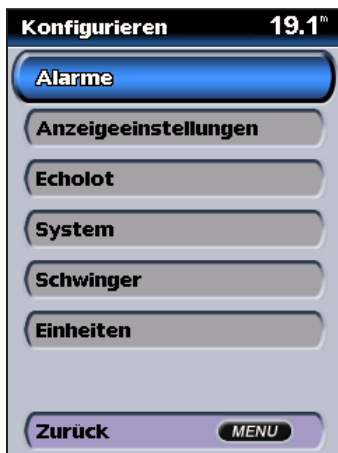 Konfigurieren 19.1m
Alarme
Anzeigeeinstellungen
Echolot
System
Schwinger
Einheiten
Zurück MENU